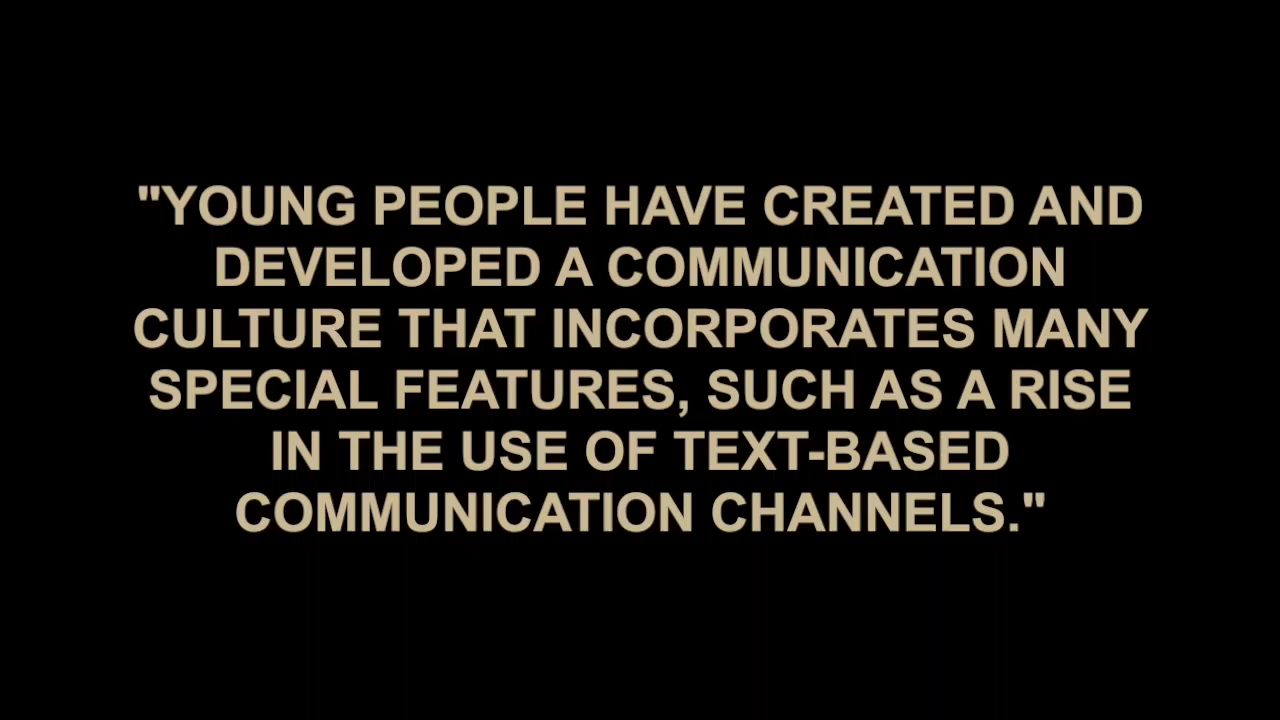 "YOUNG PEOPLE HAVE CREATED AND
DEVELOPED A COMMUNICATION
CULTURE THAT INCORPORATES MANY
SPECIAL FEATURES, SUCH AS A RISE
IN THE USE OF TEXT-BASED
COMMUNICATION CHANNELS."